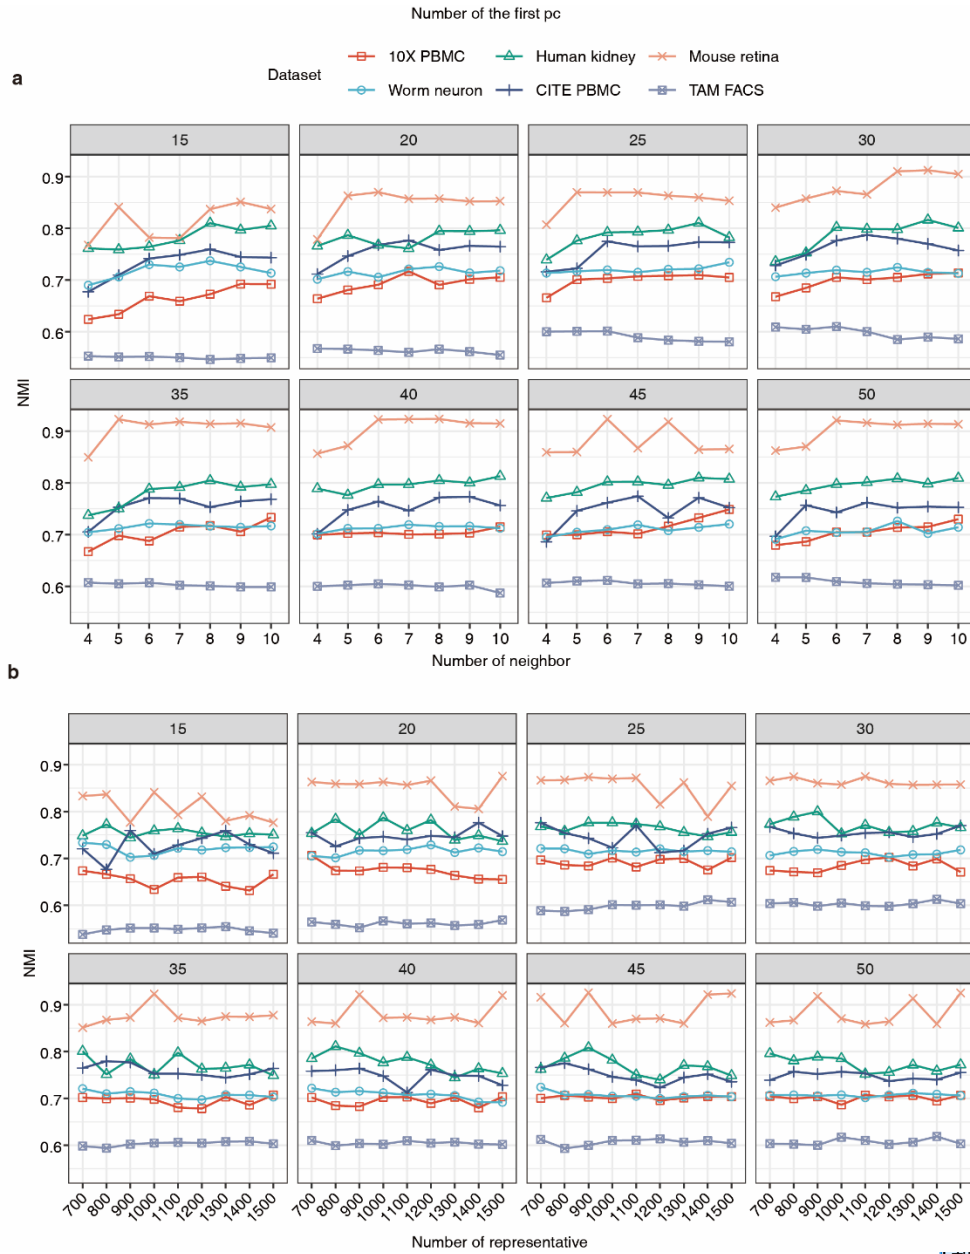 Number of the first pc
Dataset
10X PBMC Human kidney Mouse retina
Worm neuron CITE PBMC TAM FACS
a
15 20 25 30
0.9
0.8
0.7
0.6
35 40 45 50
0.9
0.8
0.7
0.6
NMI
4 5 6 7 8 9 10 4 5 6 7 8 9 10 4 5 6 7 8 9 10 4 5 6 7 8 9 10
Number of neighbor
b
15 20 25 30
0.9
0.8
0.7
0.6
35 40 45 50
0.9
0.8
0.7
0.6
NMI
700 800 900 1000 1100 1200 1300 1400 1500 700 800 900 1000 1100 1200 1300 1400 1500 700 800 900 1000 1100 1200 1300 1400 1500 700 800 900 1000 1100 1200 1300 1400 1500
Number of representative